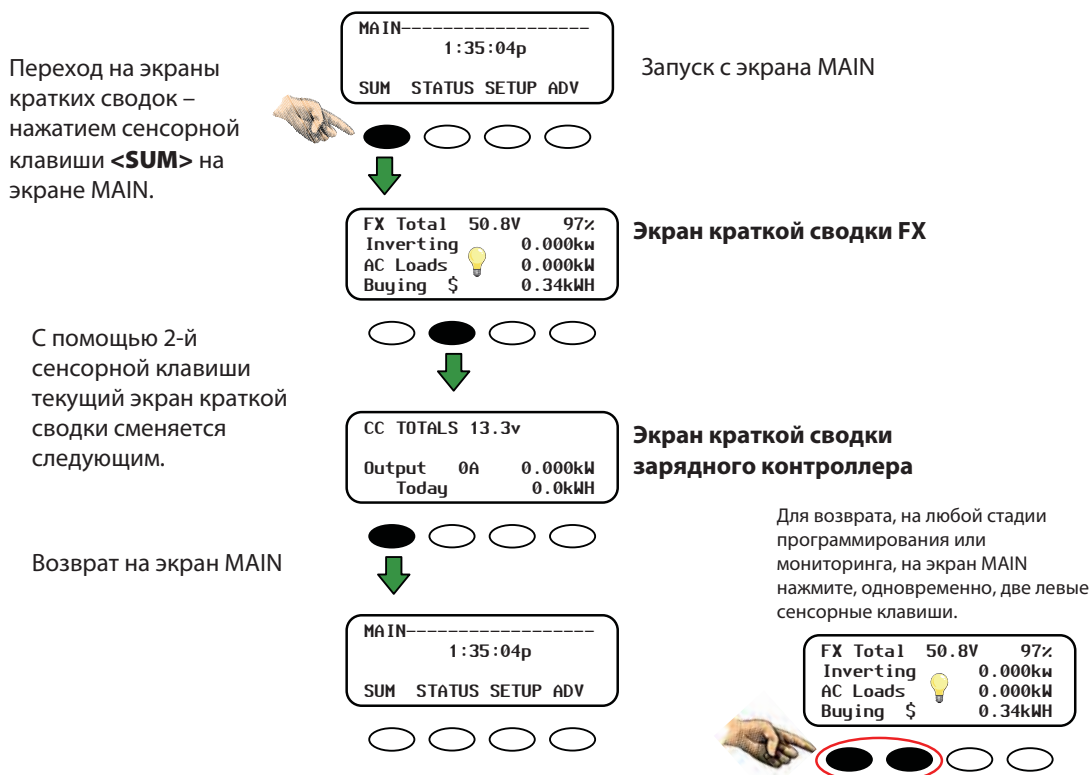 MAIN-------------------
1:35:04p
SUM STATUS SETUP ADV
Переход на экраны
кратких сводок –
нажатием сенсорной
клавиши <SUM> на
экране MAIN.
Запуск с экрана MAIN
FX Total 50.8V 97%
Inverting 0.000kw
AC Loads 0.000kW
Buying $ 0.34kWH
Экран краткой сводки FX
С помощью 2-й
сенсорной клавиши
текущий экран краткой
сводки сменяется
следующим.
CC TOTALS 13.3v
Output 0A 0.000kW
Today 0.0kWH
Экран краткой сводки
зарядного контроллера
Возврат на экран MAIN
MAIN-------------------
1:35:04p
SUM STATUS SETUP ADV
Для возврата, на любой стадии
программирования или
мониторинга, на экран MAIN
нажмите, одновременно, две левые
сенсорные клавиши.
FX Total 50.8V 97%
Inverting 0.000kw
AC Loads 0.000kW
Buying $ 0.34kWH